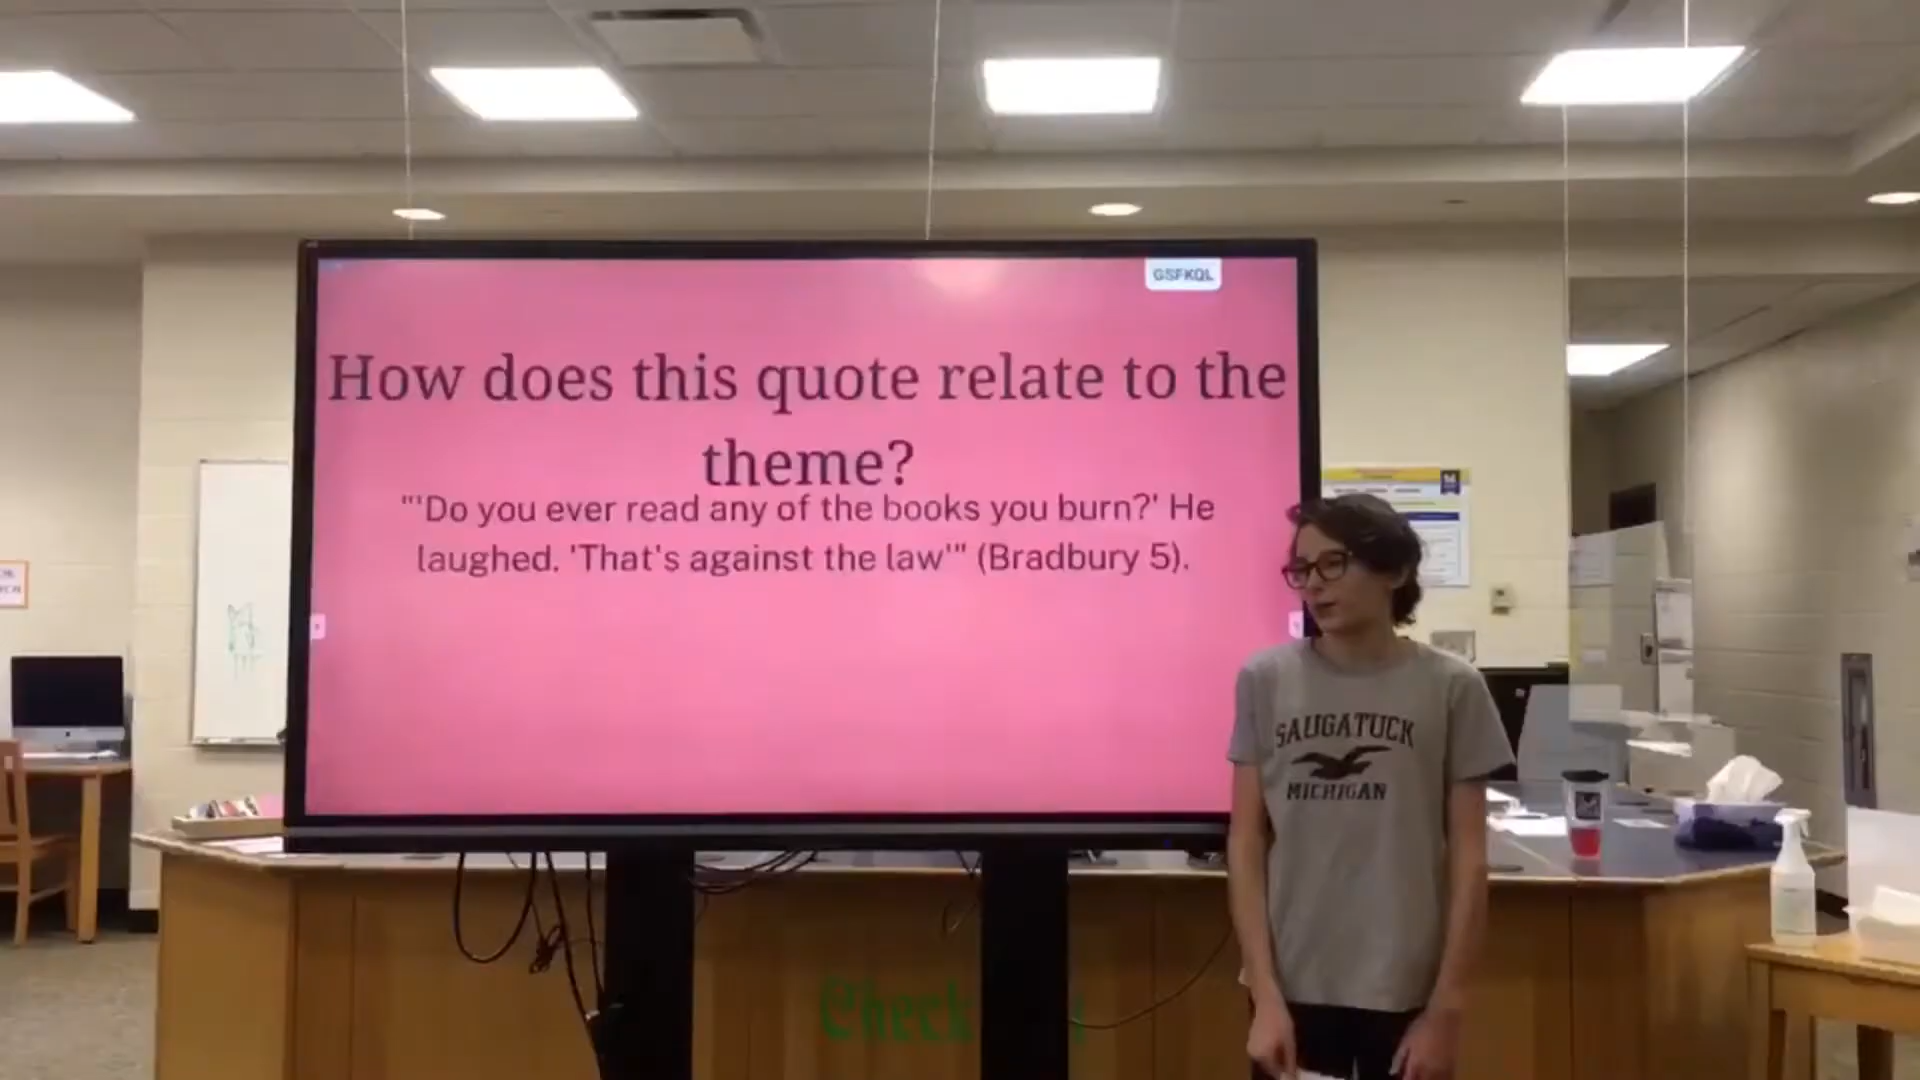 GSFKQL
How does this quote relate to the
theme?
"'Do you ever read any of the books you burn?' He
laughed. 'That's against the law'" (Bradbury 5).
SAUGATUCK
MICHIGAN
Check